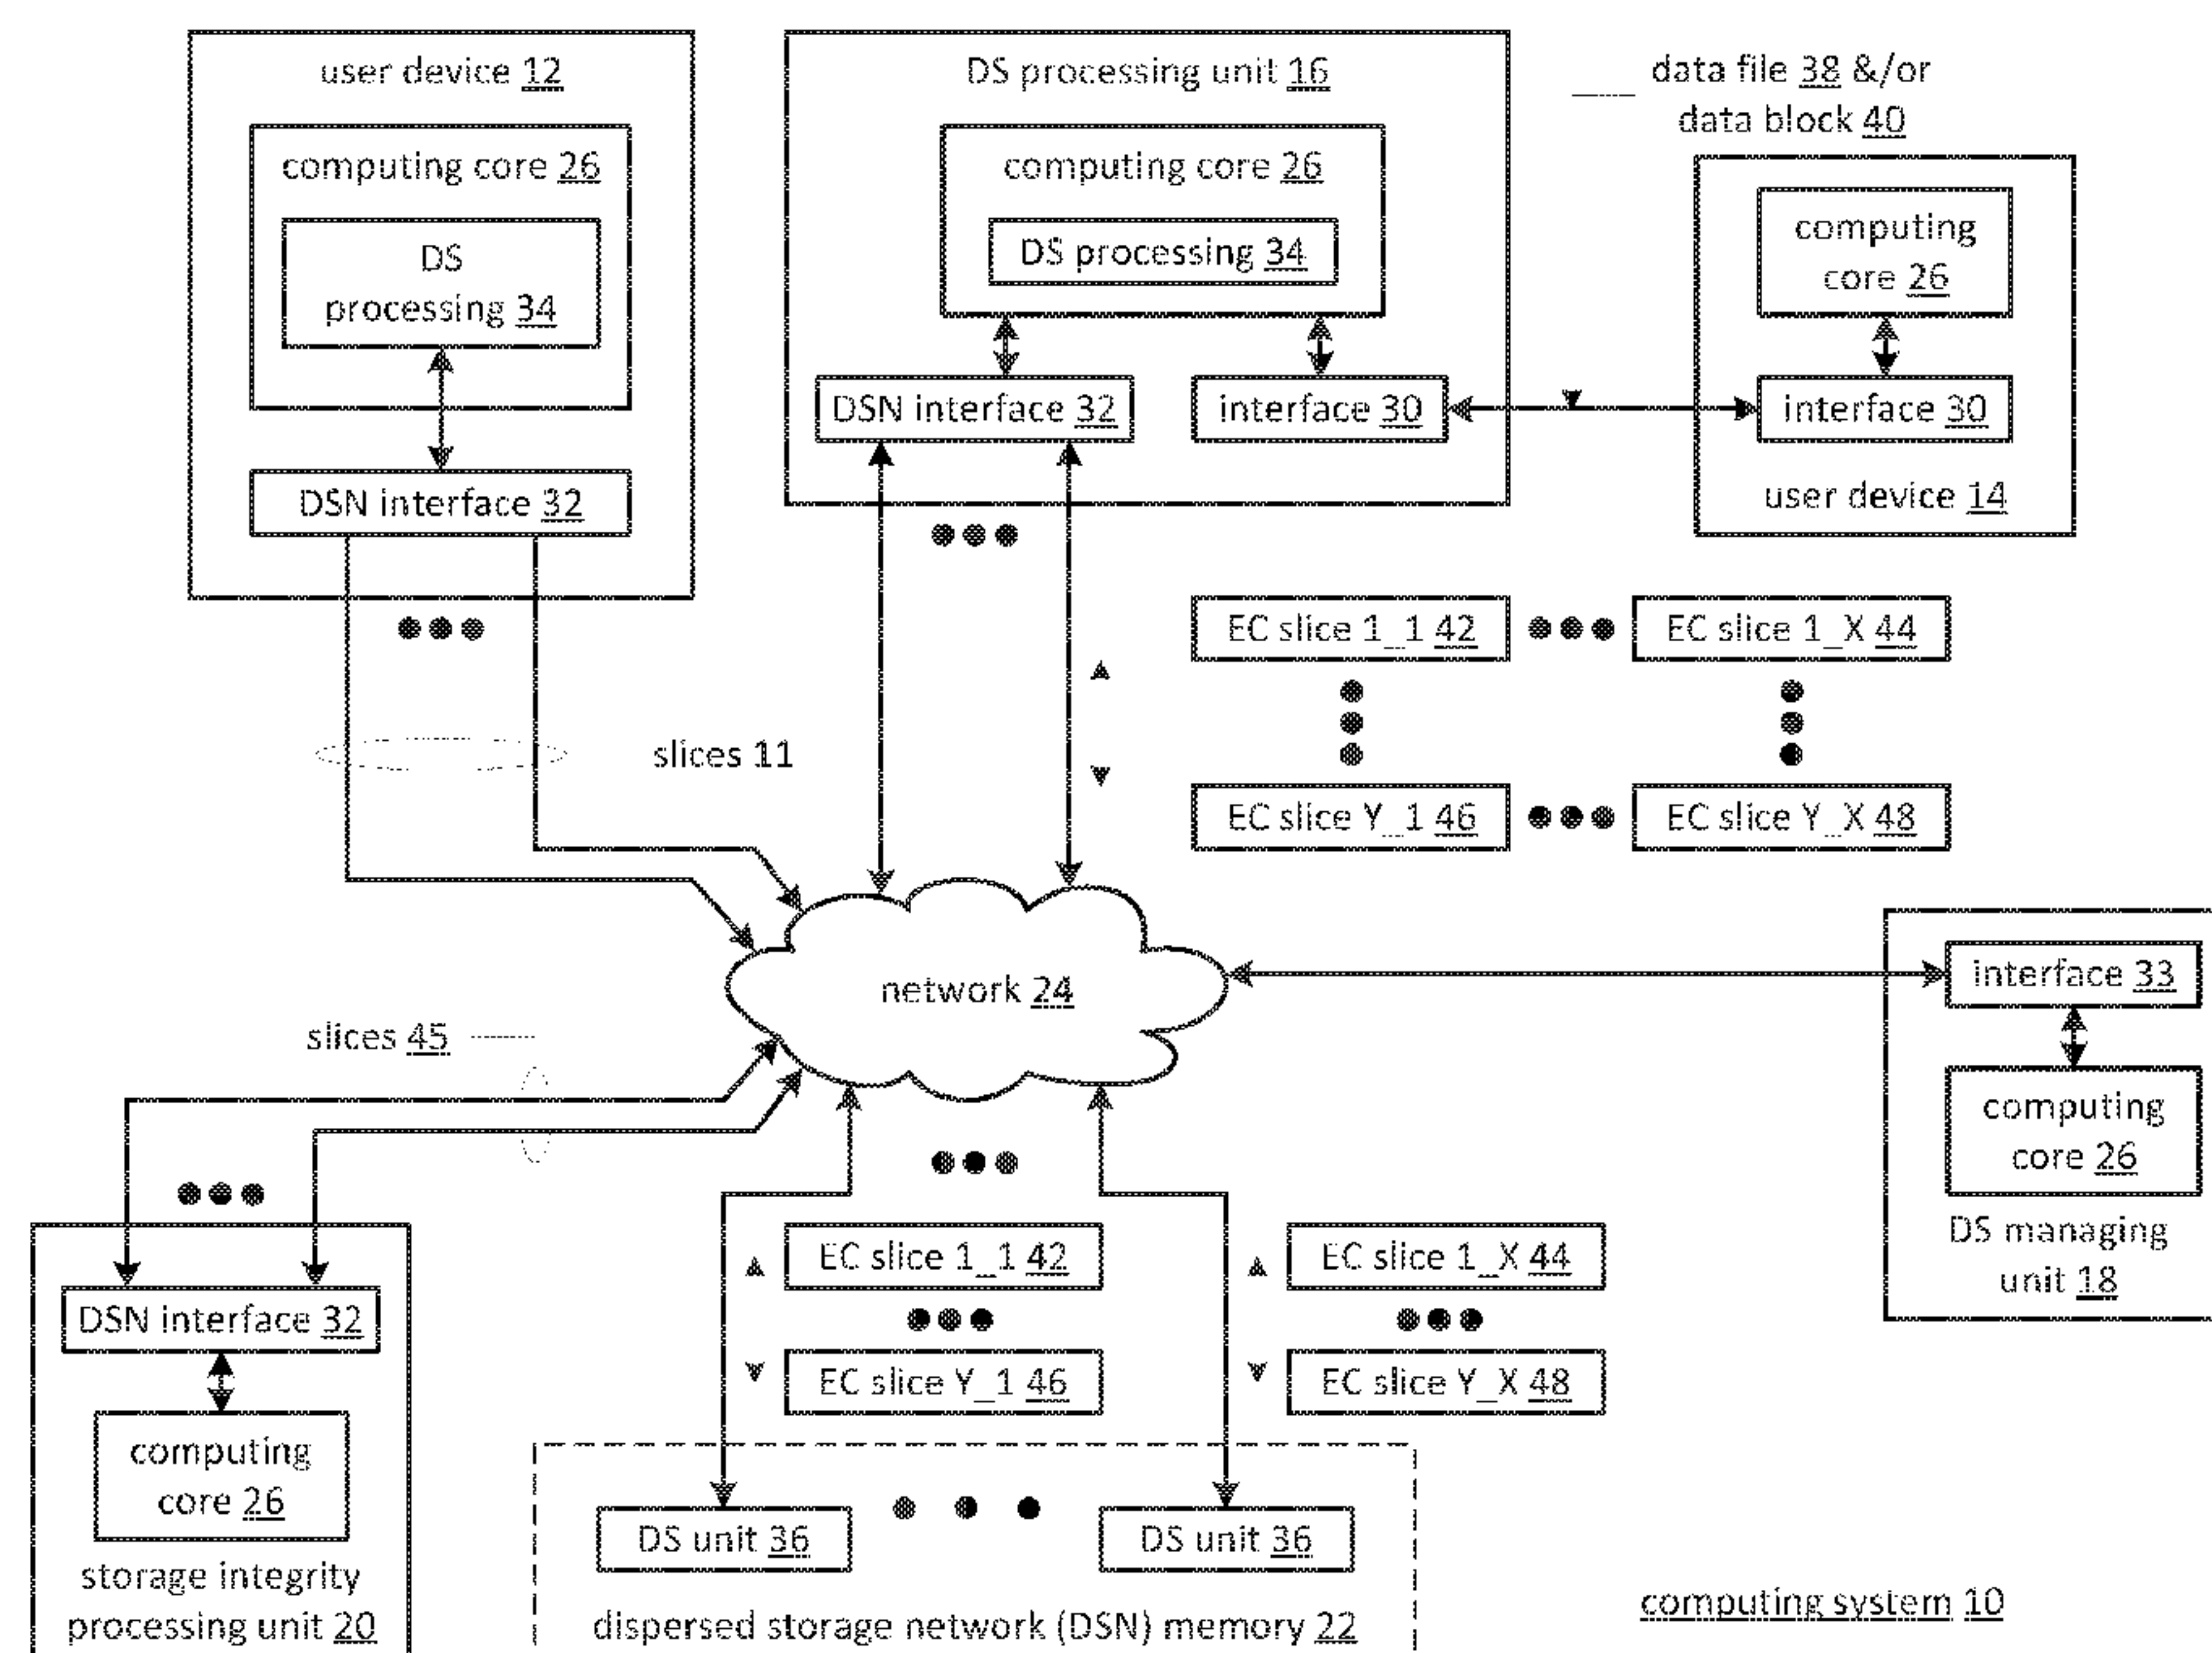 user device 12
computing core 26
DS
processing 34
DSN interface 32
DS processing unit 16
computing core 26
DS processing 34
DSN interface 32
interface 30
data file 38 &/or
data block 40
computing
core 26
interface 30
user device 14
slices 11
EC slice 1_1 42
EC slice 1_X 44
EC slice Y_1 46
EC slice Y_X 48
network 24
interface 33
computing
core 26
DS managing
unit 18
slices 45
DSN interface 32
computing
core 26
storage integrity
processing unit 20
EC slice 1_1 42
EC slice Y_1 46
EC slice 1_X 44
EC slice Y_X 48
DS unit 36
DS unit 36
dispersed storage network (DSN) memory 22
computing system 10